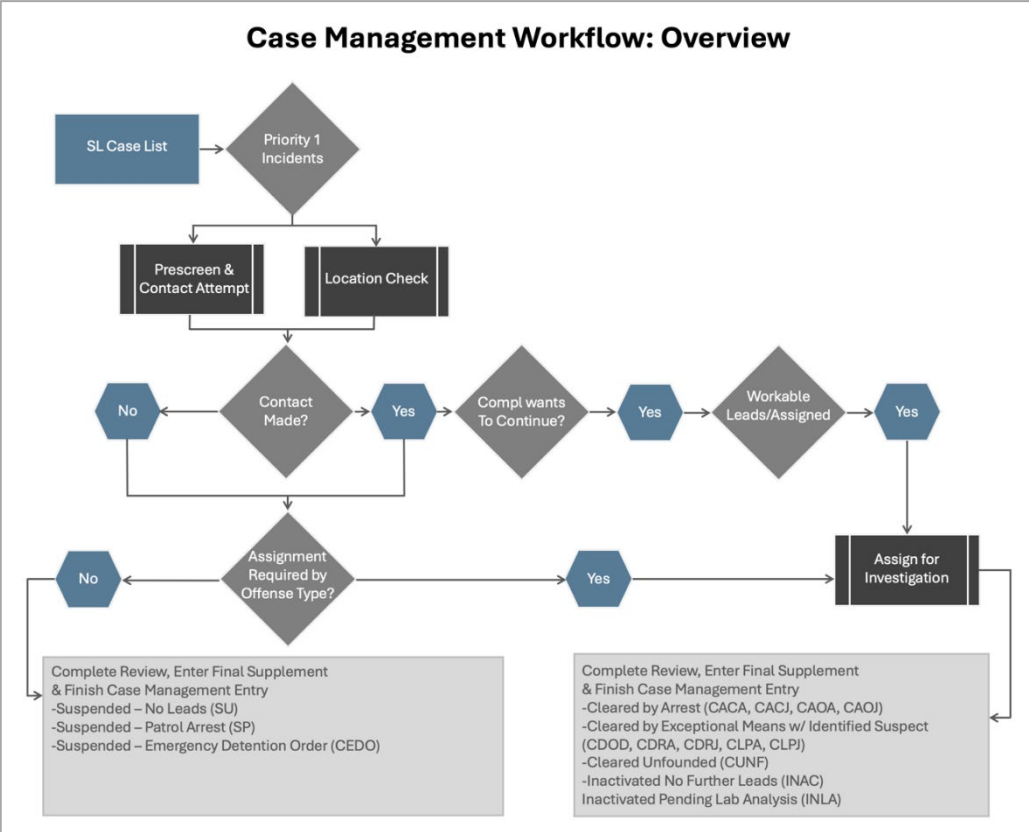 Case Management Workflow: Overview
SL Case List
Priority 1
Incidents
Prescreen &
Contact Attempt
Location Check
No
Contact
Made?
Yes
Compl wants
To Continue?
Yes
Workable
Leads/Assigned
Yes
No
Assignment
Required by
Offense Type?
Yes
Assign for
Investigation
Complete Review, Enter Final Supplement
& Finish Case Management Entry
-Suspended – No Leads (SU)
-Suspended – Patrol Arrest (SP)
-Suspended – Emergency Detention Order (CEDO)
Complete Review, Enter Final Supplement
& Finish Case Management Entry
-Cleared by Arrest (CACA, CACJ, CAOA, CAOJ)
-Cleared by Exceptional Means w/ Identified Suspect
(CDOD, CDRA, CDRJ, CLPA, CLPJ)
-Cleared Unfounded (CUNF)
-Inactivated No Further Leads (INAC)
Inactivated Pending Lab Analysis (INLA)